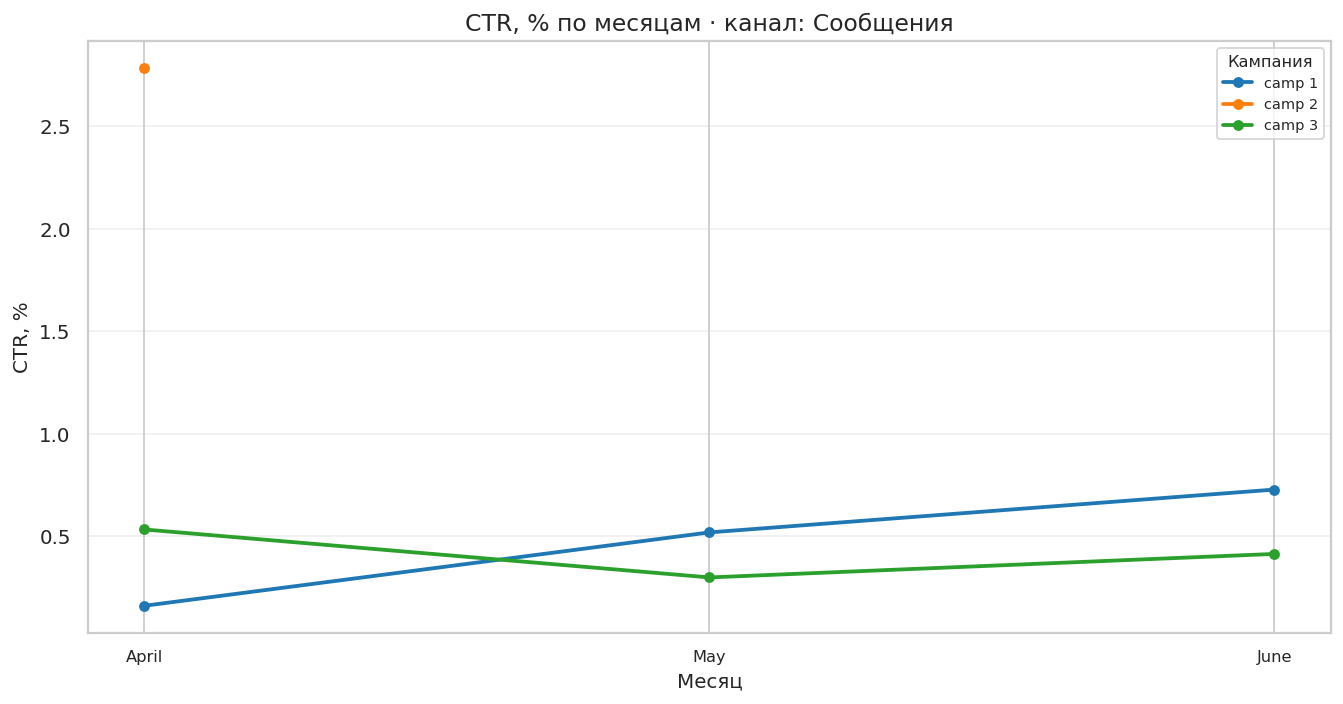 CTR, % по месяцам · канал: Сообщения
Кампания
camp 1
camp 2
camp 3
CTR, %
2.5
2.0
1.5
1.0
0.5
April
May
June
Месяц